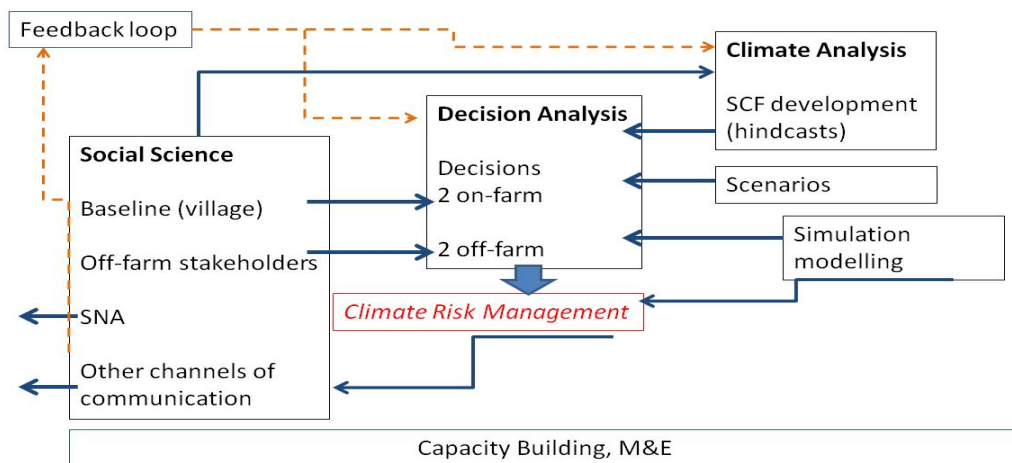 Feedback loop
Climate Analysis
SCF development
(hindcasts)
Decision Analysis
Decisions
2 on-farm
2 off-farm
Social Science
Baseline (village)
Off-farm stakeholders
SNA
Other channels of
communication
Scenarios
Simulation
modelling
Climate Risk Management
Capacity Building, M&E